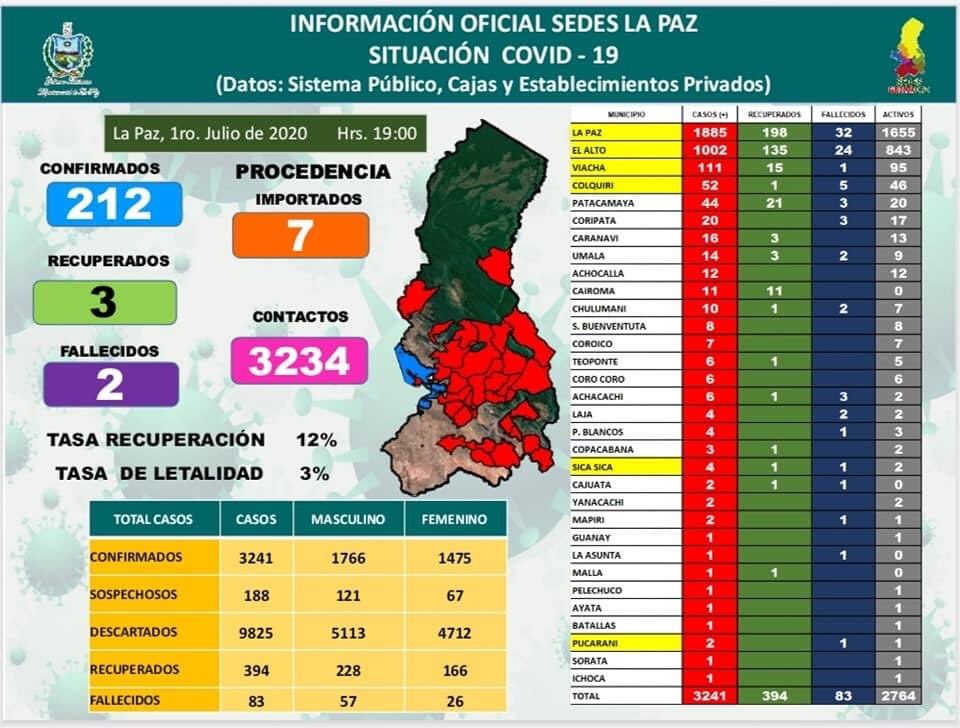 INFORMACIÓN OFICIAL SEDES LA PAZ
SITUACIÓN COVID - 19
(Datos: Sistema Público, Cajas y Establecimientos Privados)
La Paz, 1ro. Julio de 2020 Hrs. 19:00
CONFIRMADOS
212
RECUPERADOS
3
FALLECIDOS
2
PROCEDENCIA
IMPORTADOS
7
CONTACTOS
3234
TASA RECUPERACIÓN 12%
TASA DE LETALIDAD 3%
TOTAL CASOS CASOS MASCULINO FEMENINO
CONFIRMADOS 3241 1766 1475
SOSPECHOSOS 188 121 67
DESCARTADOS 9825 5113 4712
RECUPERADOS 394 228 166
FALLECIDOS 83 57 26
MUNICIPIO CASOS (+) RECUPERADOS FALLECIDOS ACTIVOS
LA PAZ 1885 198 32 1655
EL ALTO 1002 135 24 843
VIACHA 111 15 1 95
COLQUIRI 52 1 5 46
PATACAMAYA 44 21 3 20
CORIPATA 20 3 17
CARANAVI 16 3 13
UMALA 14 3 2 9
ACHOCALLA 12 12
CAIROMA 11 11 0
CHULUMANI 10 1 2 7
S. BUENVENTUTA 8 8
COROICO 7 7
TEOPONTE 6 1 5
CORO CORO 6 6
ACHACACHI 6 1 3 2
LAJA 4 2 2
P. BLANCOS 4 1 3
COPACABANA 3 1 2
SICA SICA 4 1 1 2
CAJUATA 2 1 1 0
YANACACHI 2 2
MAPIRI 2 1 1
GUANAY 1 1
LA ASUNTA 1 1 0
MALLA 1 1 0
PELECHUCO 1 1
AYATA 1 1
BATALLAS 1 1
PUCARANI 2 1 1
SORATA 1 1
ICHOCA 1 1
TOTAL 3241 394 83 2764